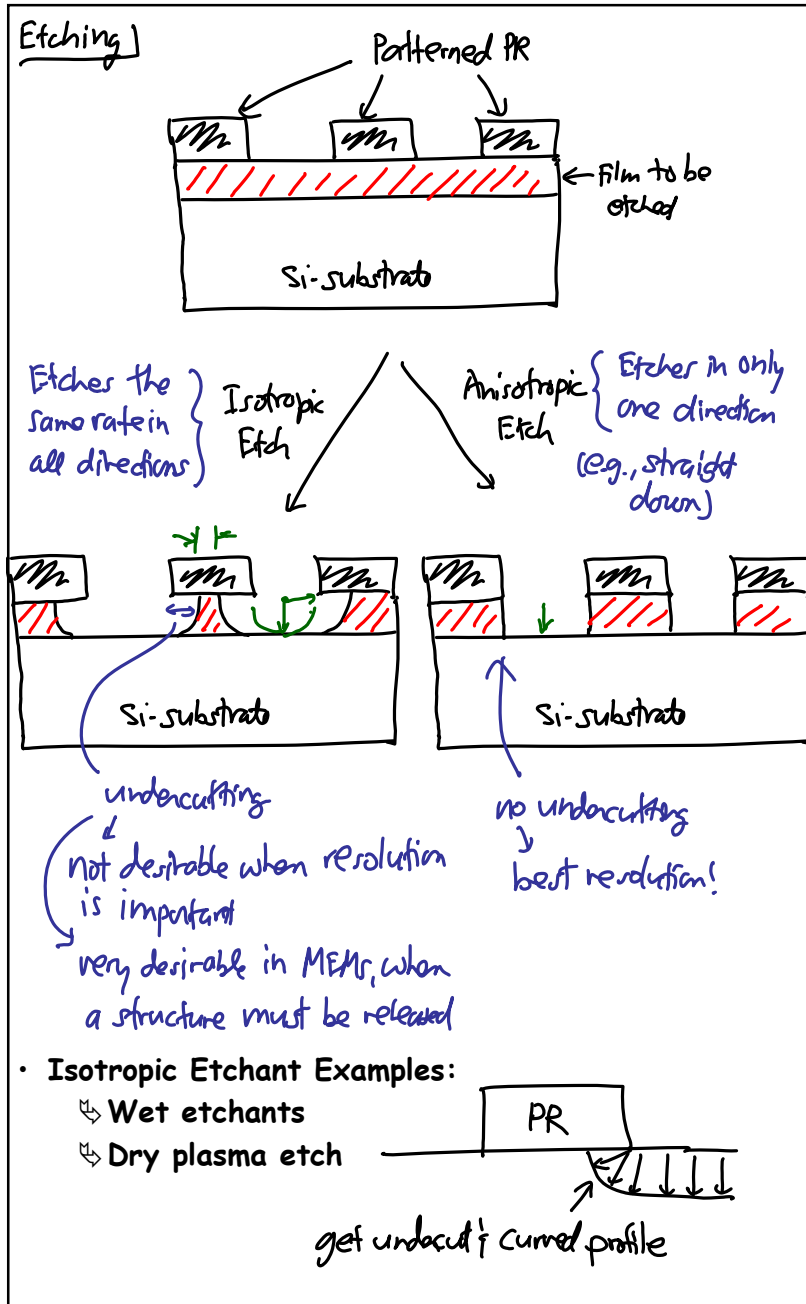 Etching
Patterned PR
Film to be
etched
Si-substrate
Etches the
same rate in
all directions
Isotropic
Etch
Anisotropic
Etch
Etches in only
one direction
(e.g., straight
down)
Si-substrate
Si-substrate
undercutting
not desirable when resolution
is important
very desirable in MEMs, when
a structure must be released
no undercutting
best resolution!
· Isotropic Etchant Examples:
Wet etchants
Dry plasma etch
PR
get undercut & curved profile